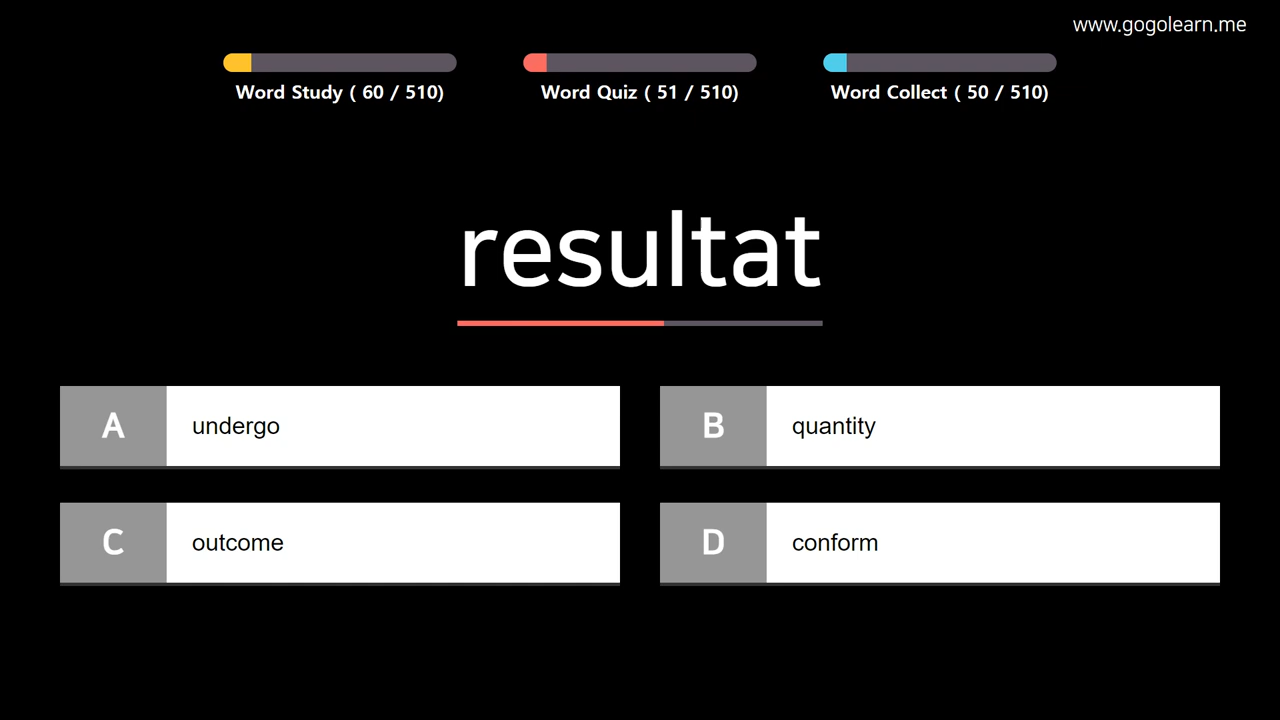 www.gogolearn.me
Word Study ( 60 / 510)
Word Quiz ( 51 / 510)
Word Collect ( 50 / 510)
resultat
A undergo
B quantity
C outcome
D conform